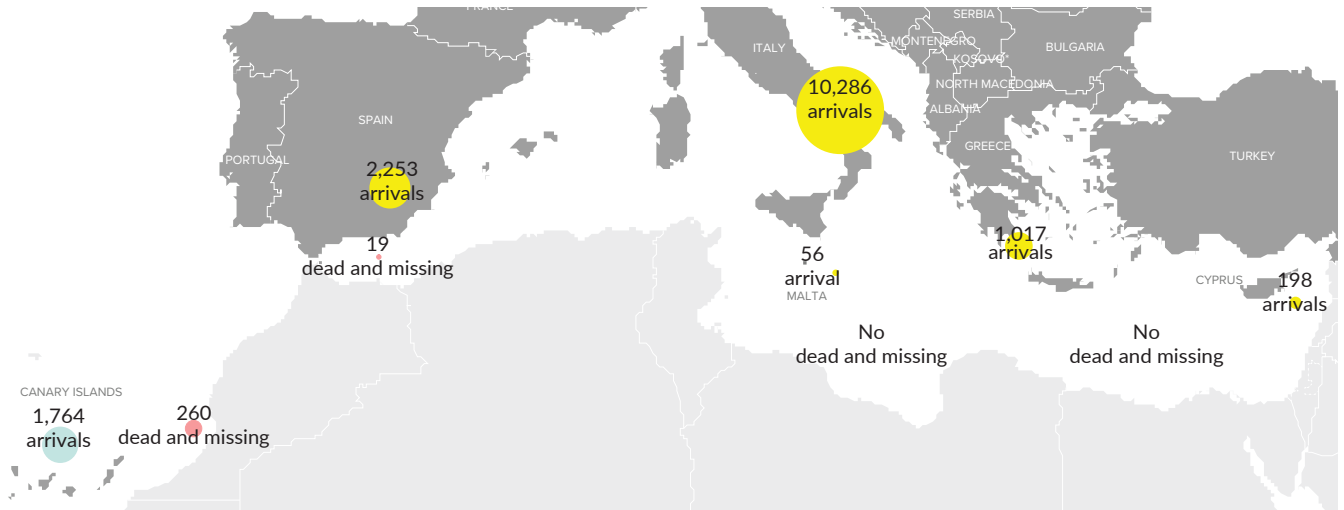 FRANCE
SERBIA
ITALY
MONTENEGRO
BULGARIA
KOSOVO*
NORTH MACEDONIA
10,286
arrivals
ALBANIA
SPAIN
GREECE
PORTUGAL
TURKEY
2,253
arrivals
19
dead and missing
1,017
arrivals
56
arrival
MALTA
CYPRUS
198
arrivals
No
dead and missing
No
dead and missing
CANARY ISLANDS
1,764
arrivals
260
dead and missing